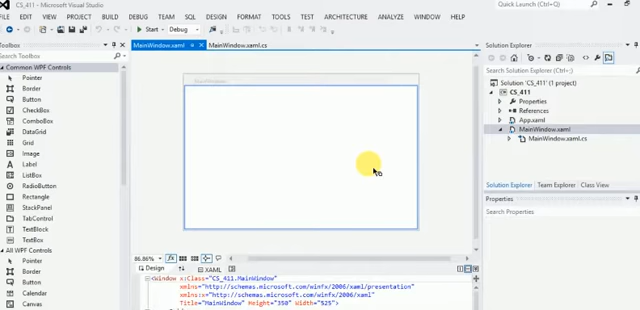 CS_411 - Microsoft Visual Studio
Quick Launch (Ctrl+Q)
EDIT VIEW PROJECT BUILD DEBUG TEAM SQL DESIGN FORMAT TOOLS TEST ARCHITECTURE ANALYZE WINDOW HELP
Start Debug
Toolbox
Search Toolbox
Common WPF Controls
Pointer
Border
Button
CheckBox
ComboBox
DataGrid
Grid
Image
Label
ListBox
RadioButton
Rectangle
StackPanel
TabControl
TextBlock
TextBox
All WPF Controls
Pointer
Border
Button
Calendar
Canvas
MainWindow.xaml MainWindow.xaml.cs
86.86%
Design XAML
<Window x:Class="CS_411.MainWindow"
xmlns="http://schemas.microsoft.com/winfx/2006/xaml/presentation"
xmlns:x="http://schemas.microsoft.com/winfx/2006/xaml"
Title="MainWindow" Height="350" Width="525">
Solution Explorer
Search Solution Explorer (Ctrl+;)
Solution 'CS_411' (1 project)
CS_411
Properties
References
App.xaml
MainWindow.xaml
MainWindow.xaml.cs
Solution Explorer Team Explorer Class View
Properties
Search Properties